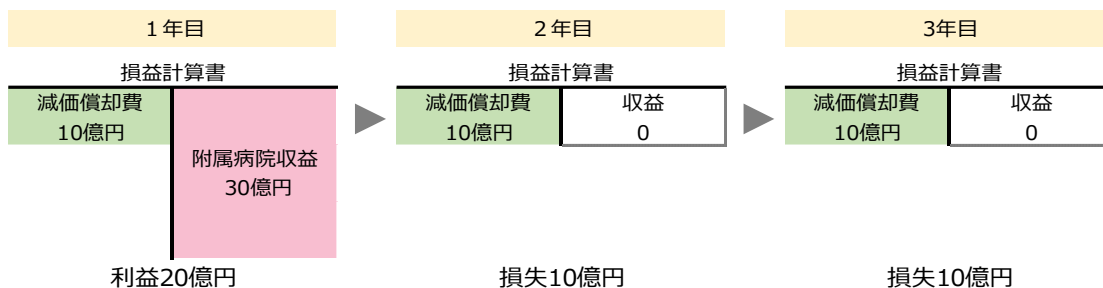 1年目
損益計算書
減価償却費
10億円
附属病院収益
30億円
利益20億円
２年目
損益計算書
減価償却費
10億円
収益
0
損失10億円
3年目
損益計算書
減価償却費
10億円
収益
0
損失10億円